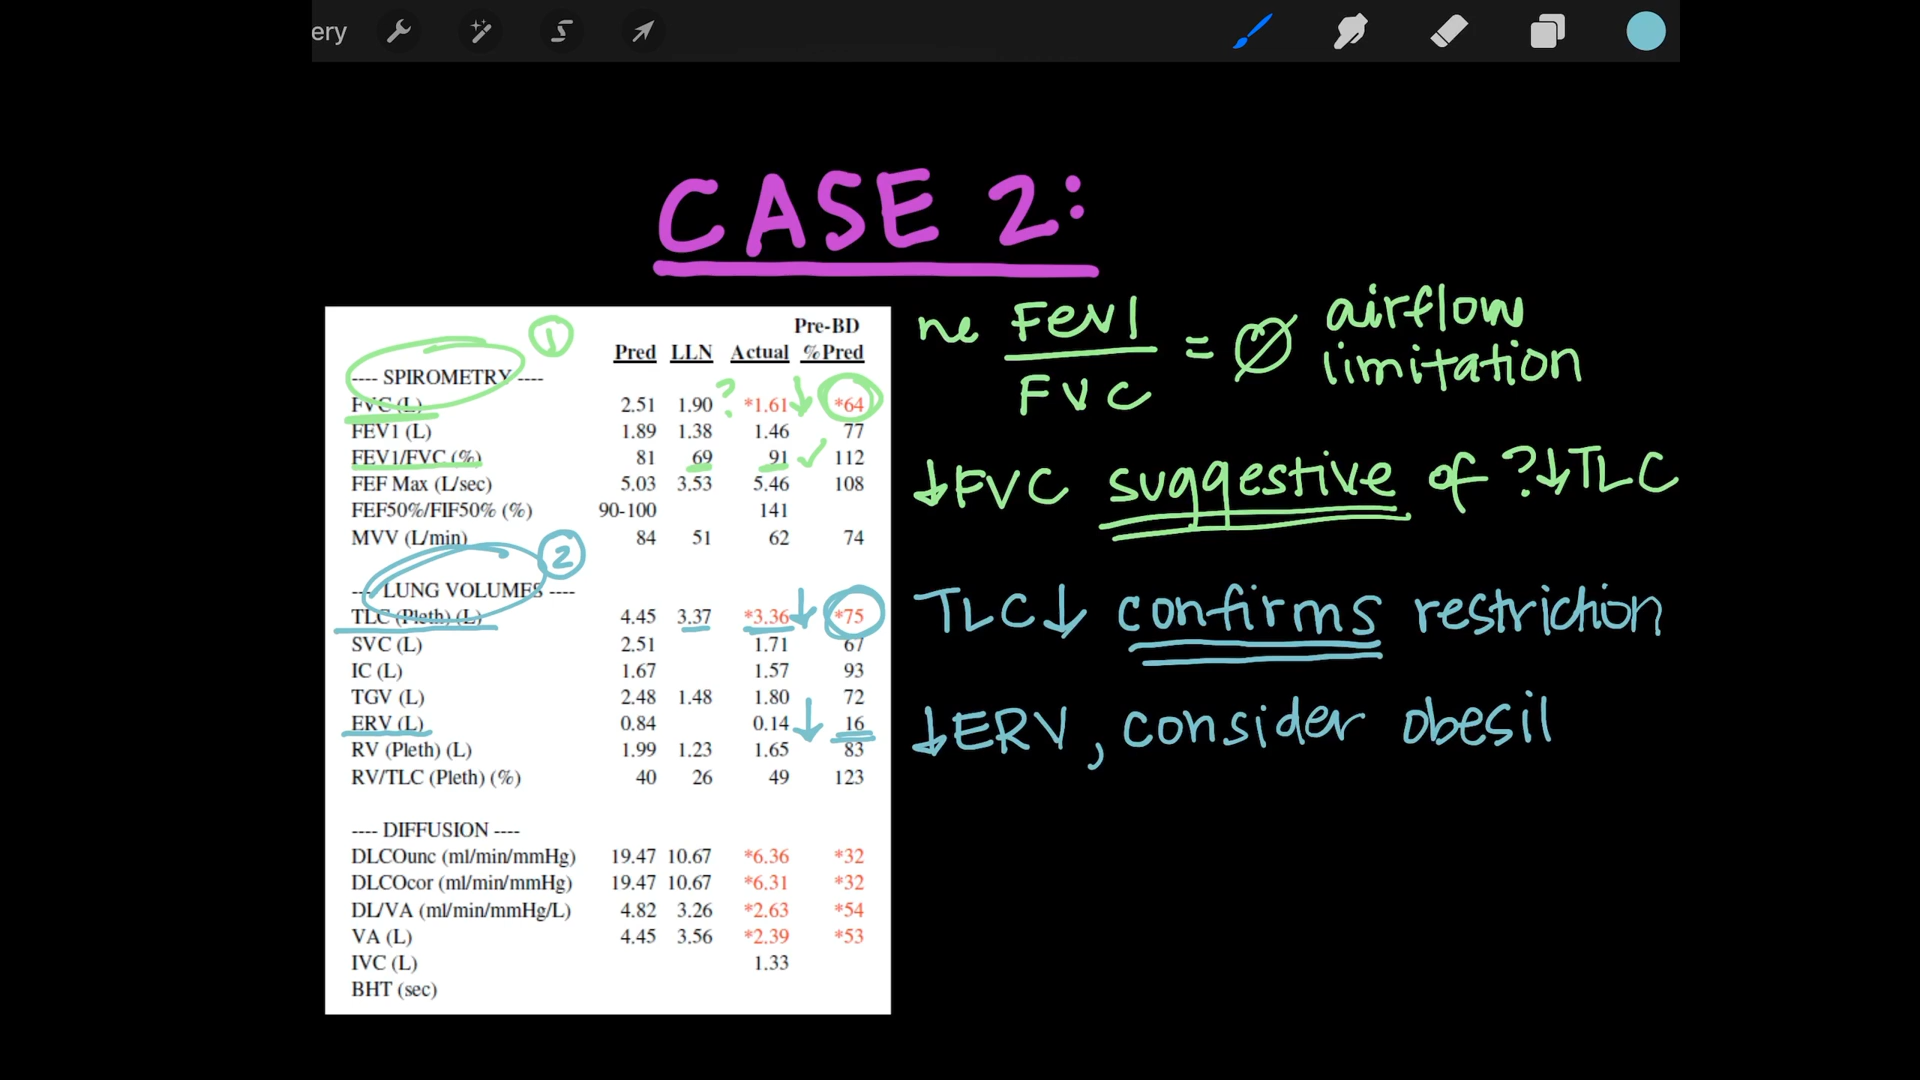 ery
CASE 2:
Pre-BD
Pred LLN Actual %Pred
---- SPIROMETRY ----
FVC (L) 2.51 1.90 ? *1.61 ↓ *64
FEV1 (L) 1.89 1.38 1.46 77
FEV1/FVC (%) 81 69 91 ✓ 112
FEF Max (L/sec) 5.03 3.53 5.46 108
FEF50%/FIF50% (%) 90-100 141
MVV (L/min) 84 51 62 74
---- LUNG VOLUMES ----
TLC (Pleth) (L) 4.45 3.37 *3.36 ↓ *75
SVC (L) 2.51 1.71 67
IC (L) 1.67 1.57 93
TGV (L) 2.48 1.48 1.80 72
ERV (L) 0.84 0.14 ↓ 16
RV (Pleth) (L) 1.99 1.23 1.65 83
RV/TLC (Pleth) (%) 40 26 49 123
---- DIFFUSION ----
DLCOunc (ml/min/mmHg) 19.47 10.67 *6.36 *32
DLCOcor (ml/min/mmHg) 19.47 10.67 *6.31 *32
DL/VA (ml/min/mmHg/L) 4.82 3.26 *2.63 *54
VA (L) 4.45 3.56 *2.39 *53
IVC (L) 1.33
BHT (sec)
1
2
nl FEV1
FVC
= Ø airflow
limitation
↓FVC suggestive of ?↓TLC
TLC↓ confirms restriction
↓ERV, consider obesi